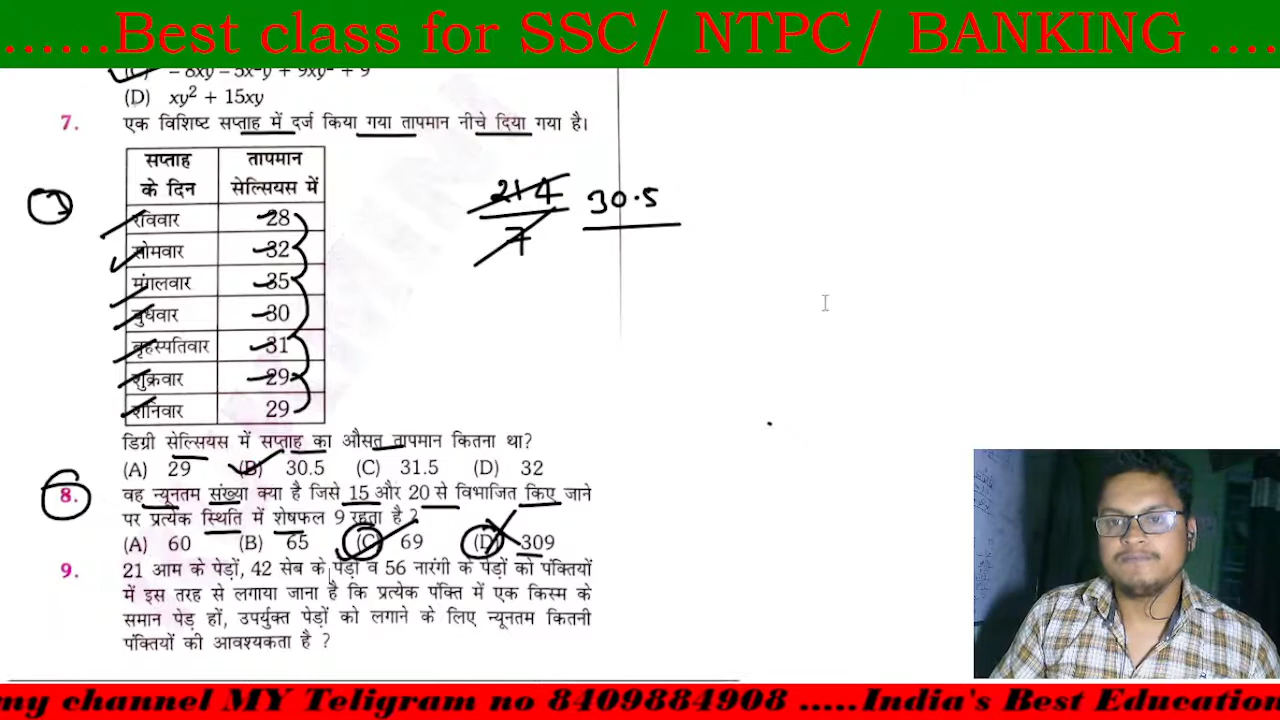 ......Best class for SSC/ NTPC/ BANKING ....
(D) xy² + 15xy
7. एक विशिष्ट सप्ताह में दर्ज किया गया तापमान नीचे दिया गया है।
सप्ताह के दिन तापमान सेल्सियस में
रविवार 28
सोमवार 32
मंगलवार 35
बुधवार 30
बृहस्पतिवार 31
शुक्रवार 29
शनिवार 29
214
7
30.5
डिग्री सेल्सियस में सप्ताह का औसत तापमान कितना था?
(A) 29 (B) 30.5 (C) 31.5 (D) 32
8. वह न्यूनतम संख्या क्या है जिसे 15 और 20 से विभाजित किए जाने
पर प्रत्येक स्थिति में शेषफल 9 रहता है ?
(A) 60 (B) 65 (C) 69 (D) 309
9. 21 आम के पेड़ों, 42 सेब के पेड़ों व 56 नारंगी के पेड़ों को पंक्तियों
में इस तरह से लगाया जाना है कि प्रत्येक पंक्ति में एक किस्म के
समान पेड़ हों, उपर्युक्त पेड़ों को लगाने के लिए न्यूनतम कितनी
पंक्तियों की आवश्यकता है ?
my channel MY Teligram no 8409884908 .....India's Best Education